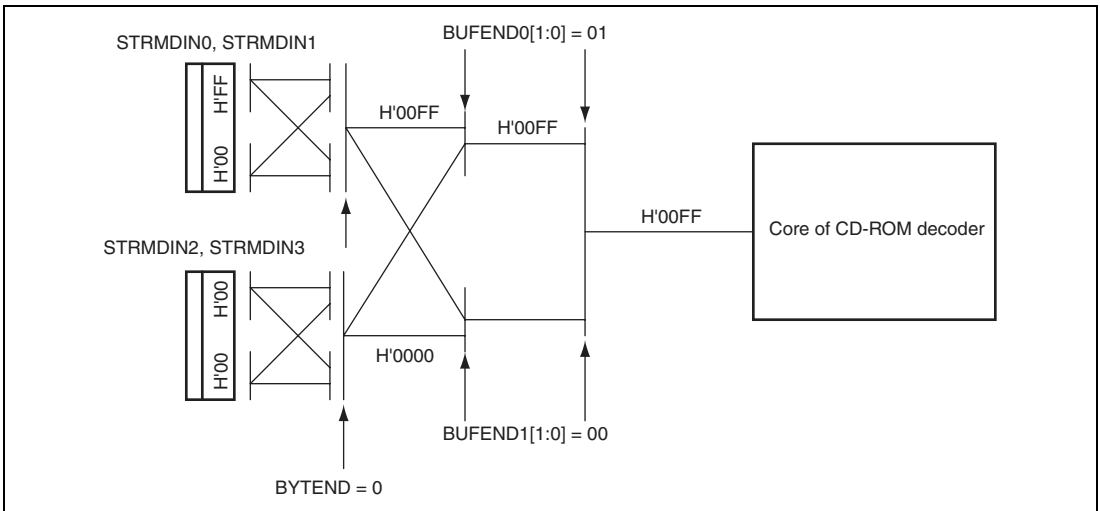 BUFEND0[1:0] = 01
STRMDIN0, STRMDIN1
H'FF
H'00
H'00FF
H'00FF
H'00FF
Core of CD-ROM decoder
STRMDIN2, STRMDIN3
H'00
H'00
H'0000
BUFEND1[1:0] = 00
BYTEND = 0